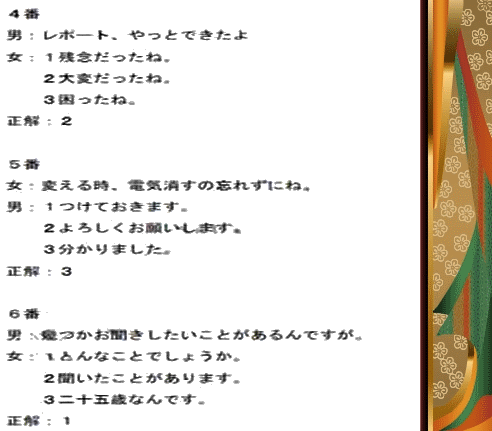 4番
男：レポート、やっとできたよ
女：1残念だったね。
2大変だったね。
3困ったね。
正解：2
5番
女：変える時、電気消すの忘れずにね。
男：1つけておきます。
2よろしくお願いします。
3分かりました。
正解：3
6番
男：幾つかお聞きしたいことがあるんですが。
女：1どんなことでしょうか。
2聞いたことがあります。
3二十五歳なんです。
正解：1